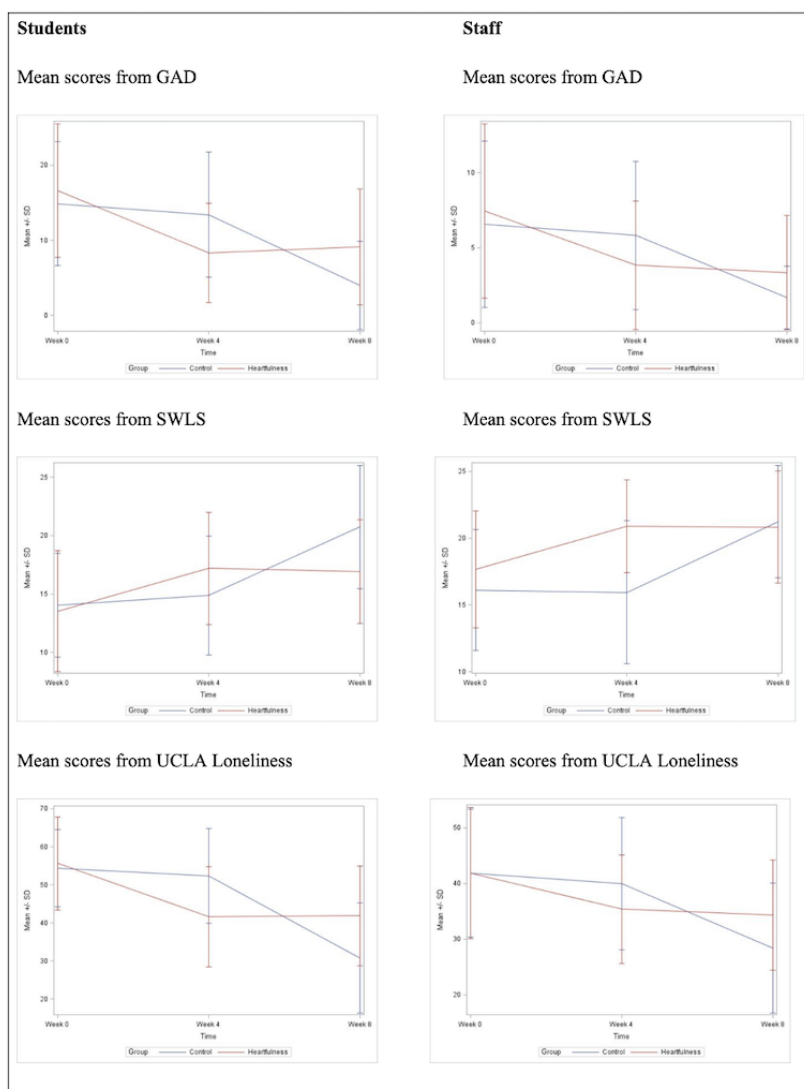 Students
Staff
Mean scores from GAD
Mean scores from GAD
Mean +/- SD
20
10
0
Week 0
Week 4
Week 8
Time
Group
Control
Heartfulness
Mean +/- SD
10
5
0
Week 0
Week 4
Week 8
Time
Group
Control
Heartfulness
Mean scores from SWLS
Mean scores from SWLS
Mean +/- SD
25
20
15
10
Week 0
Week 4
Week 8
Time
Group
Control
Heartfulness
Mean +/- SD
25
20
15
10
Week 0
Week 4
Week 8
Time
Group
Control
Heartfulness
Mean scores from UCLA Loneliness
Mean scores from UCLA Loneliness
Mean +/- SD
70
60
50
40
30
20
Week 0
Week 4
Week 8
Time
Group
Control
Heartfulness
Mean +/- SD
50
40
30
20
Week 0
Week 4
Week 8
Time
Group
Control
Heartfulness